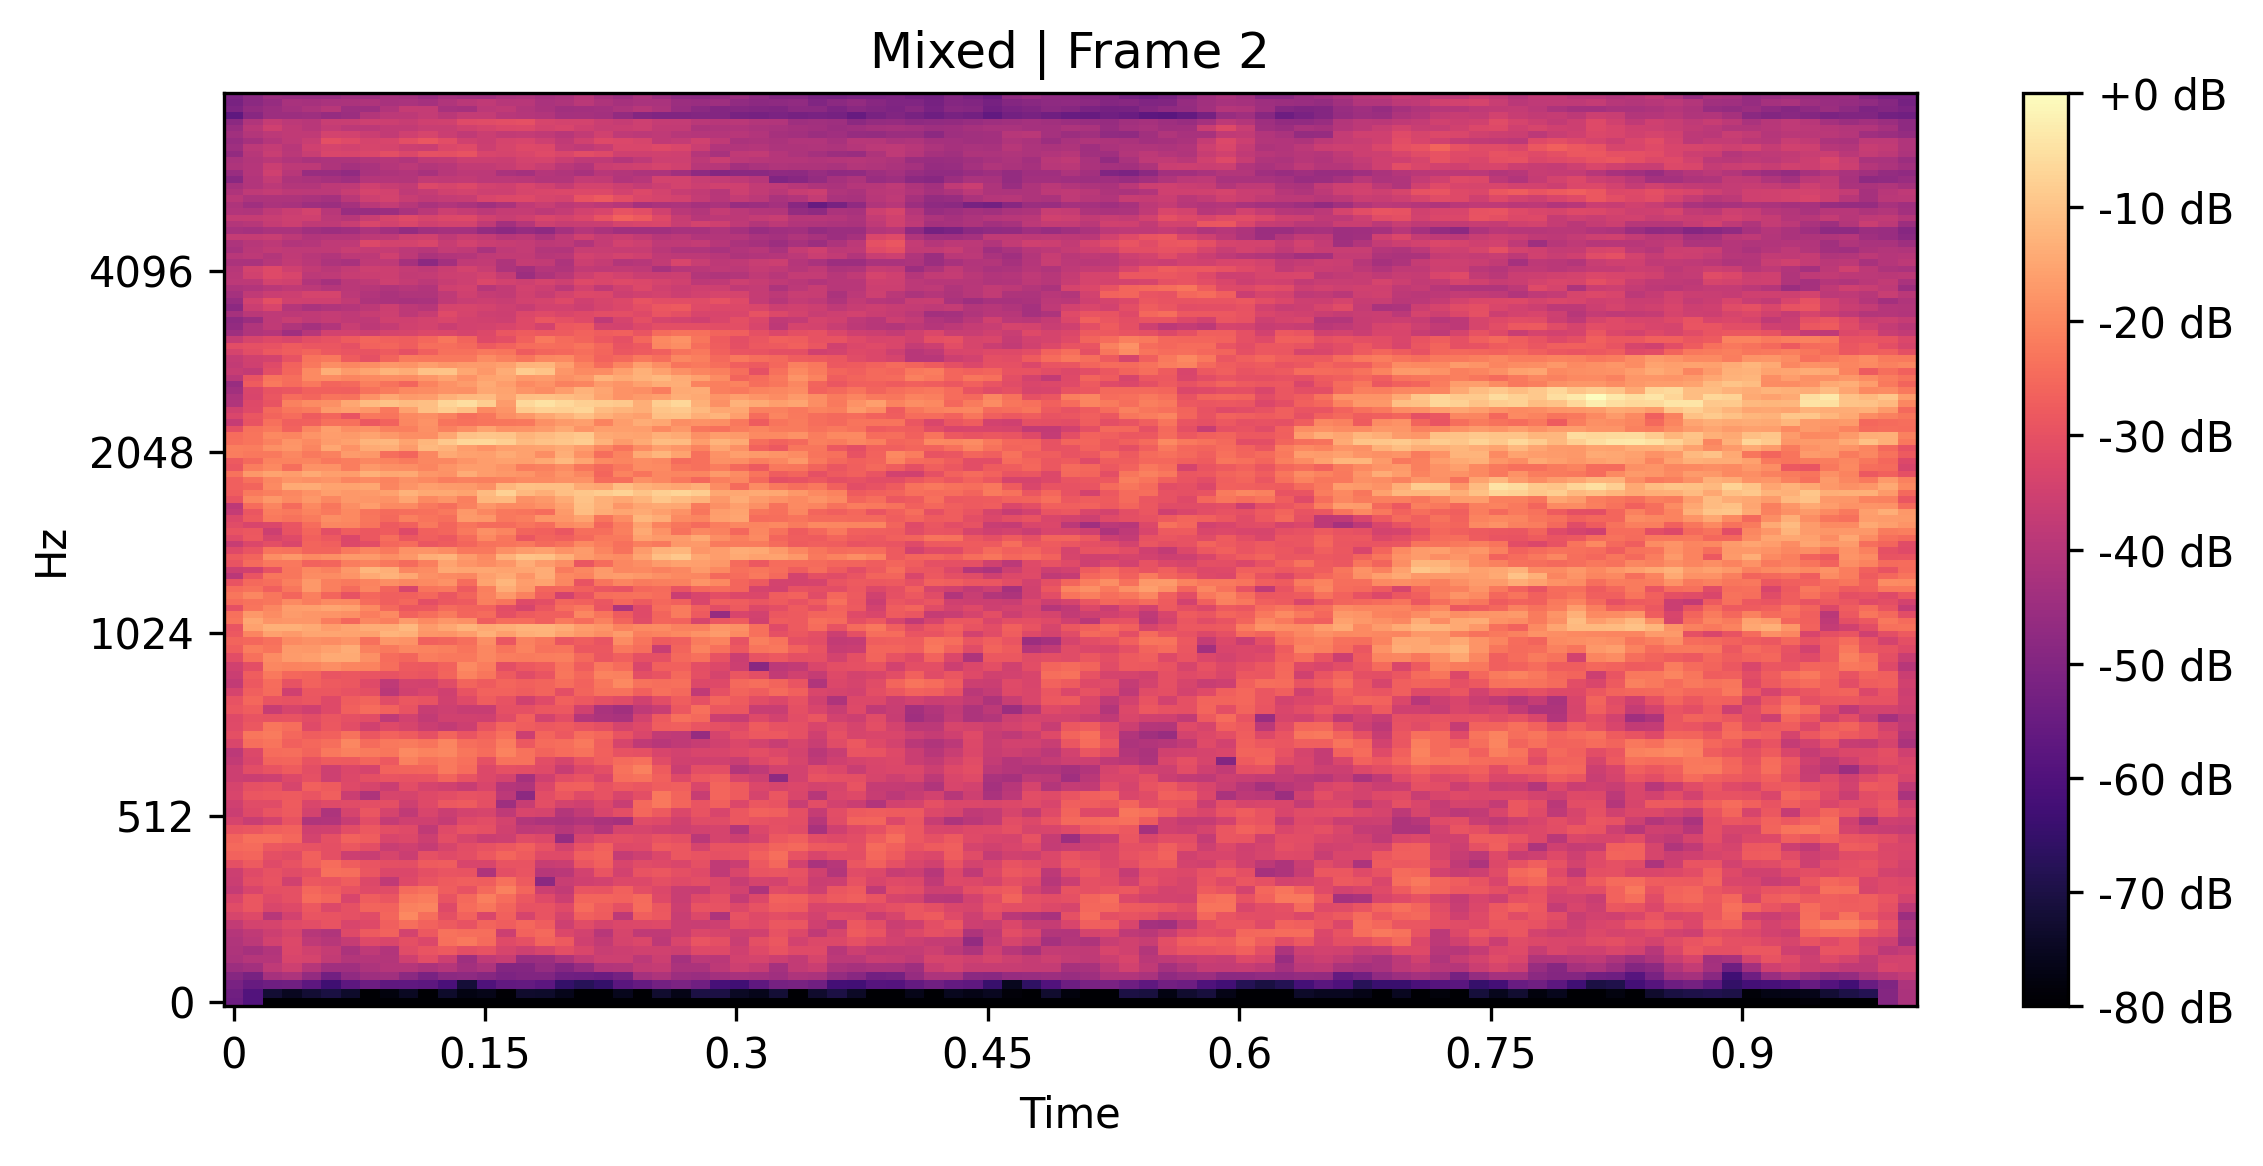 Mixed | Frame 2
+0 dB
-10 dB
-20 dB
-30 dB
-40 dB
-50 dB
-60 dB
-70 dB
-80 dB
4096
2048
1024
512
0
Hz
0 0.15 0.3 0.45 0.6 0.75 0.9
Time